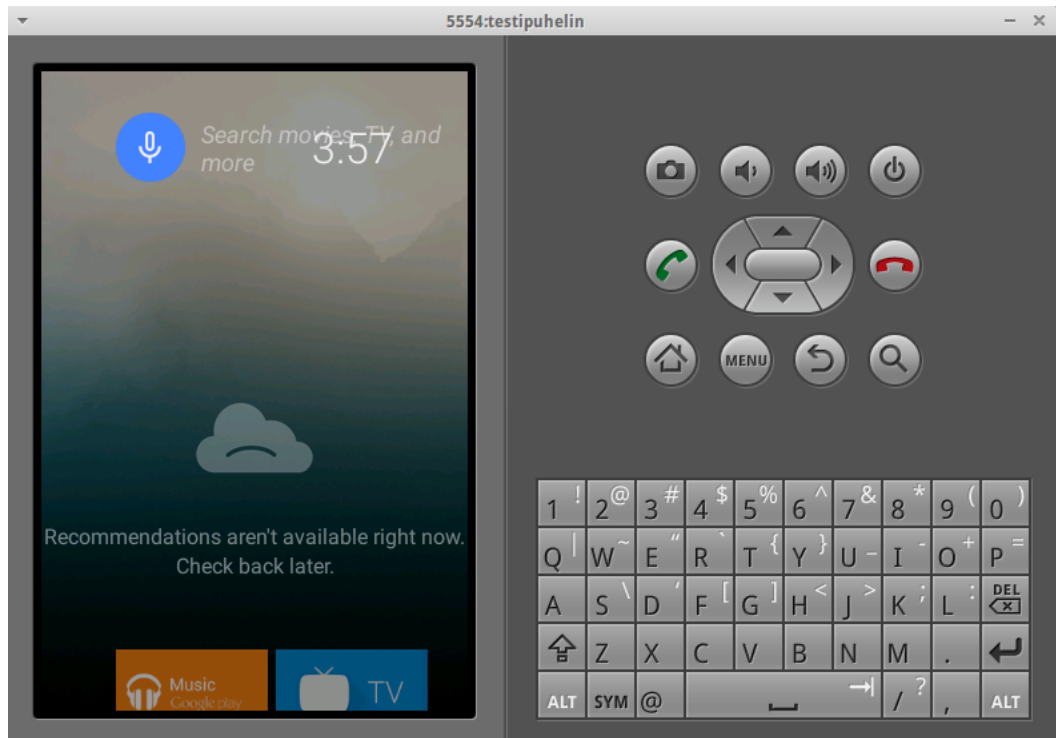 5554:testipuhelin
Search movies, TV, and
more
3:57
Recommendations aren't available right now.
Check back later.
Music
Google play
TV
MENU
1 ! 2 @ 3 # 4 $ 5 % 6 ^ 7 & 8 * 9 ( 0 )
Q | W ~ E " R ` T { Y } U _ I - O + P =
A S \ D ' F [ G ] H < J > K ; L : DEL
Z X C V B N M .
ALT SYM @ / ? , ALT